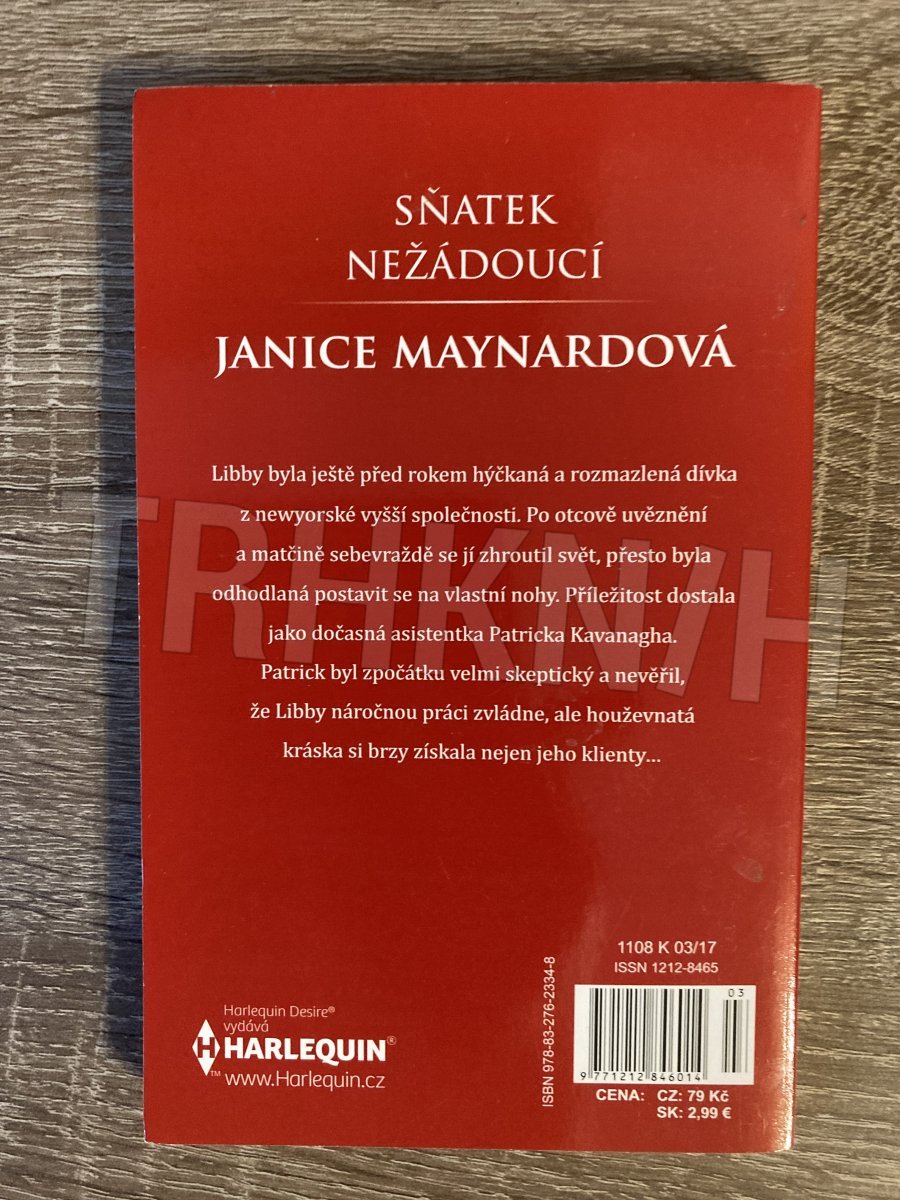 SŇATEK
NEŽÁDOUCÍ
JANICE MAYNARDOVÁ
Libby byla ještě před rokem hýčkaná a rozmazlená dívka
z newyorské vyšší společnosti. Po otcově uvěznění
a matčině sebevraždě se jí zhroutil svět, přesto byla
odhodlaná postavit se na vlastní nohy. Příležitost dostala
jako dočasná asistentka Patricka Kavanagha.
Patrick byl zpočátku velmi skeptický a nevěřil,
že Libby náročnou práci zvládne, ale houževnatá
kráska si brzy získala nejen jeho klienty...
TRHKNIH
1108 K 03/17
ISSN 1212-8465
03
9 771212 846014
ISBN 978-83-276-2334-8
CENA: CZ: 79 Kč
SK: 2,99 €
Harlequin Desire®
vydává
HARLEQUIN®
™ www.Harlequin.cz